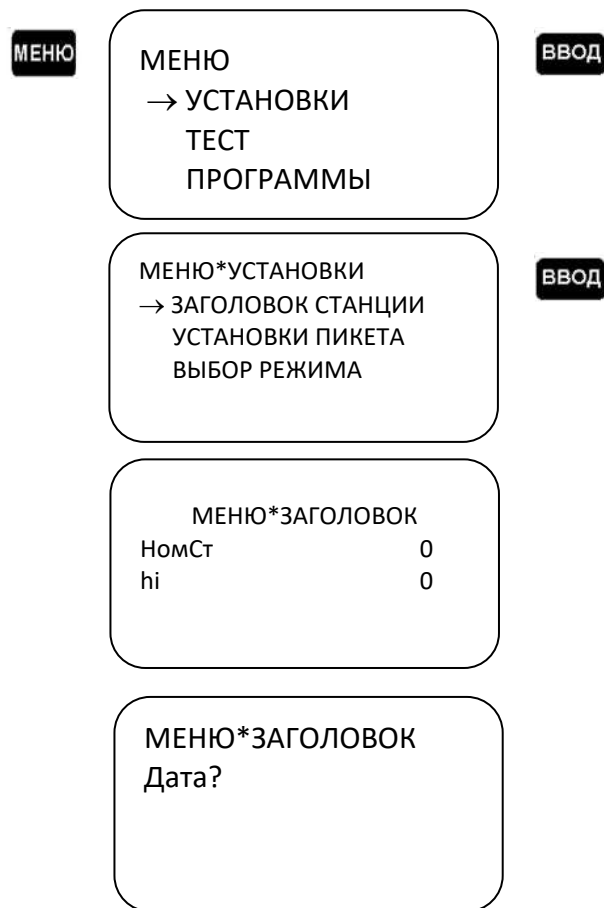 МЕНЮ
МЕНЮ
→ УСТАНОВКИ
ТЕСТ
ПРОГРАММЫ
ВВОД
МЕНЮ*УСТАНОВКИ
→ ЗАГОЛОВОК СТАНЦИИ
УСТАНОВКИ ПИКЕТА
ВЫБОР РЕЖИМА
ВВОД
МЕНЮ*ЗАГОЛОВОК
НомСт 0
hi 0
МЕНЮ*ЗАГОЛОВОК
Дата?